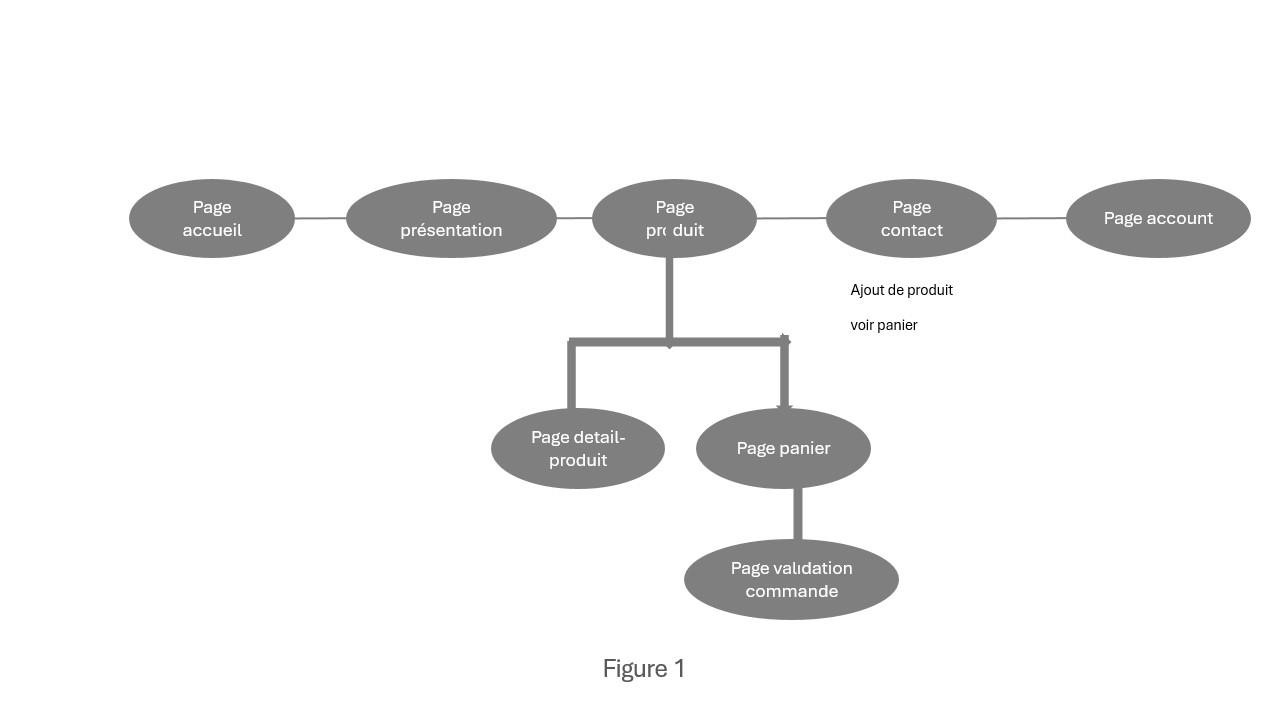 Page
accueil
Page
présentation
Page
produit
Page
contact
Page account
Ajout de produit
voir panier
Page detail-
produit
Page panier
Page validation
commande
Figure 1